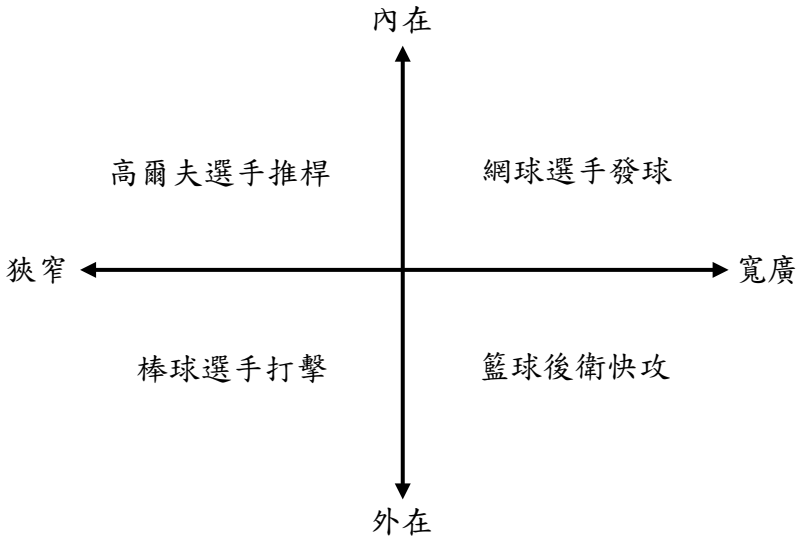 內在
高爾夫選手推桿
網球選手發球
狹窄
寬廣
棒球選手打擊
籃球後衛快攻
外在